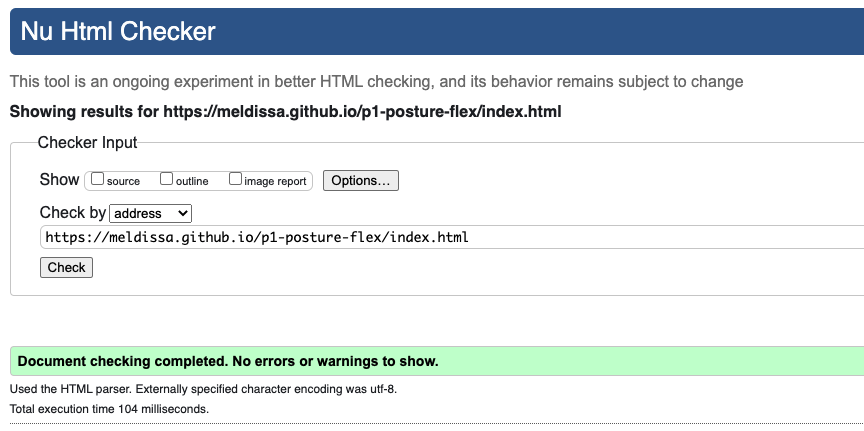 Nu Html Checker
This tool is an ongoing experiment in better HTML checking, and its behavior remains subject to change
Showing results for https://meldissa.github.io/p1-posture-flex/index.html
Checker Input
Show source outline image report Options...
Check by address
https://meldissa.github.io/p1-posture-flex/index.html
Check
Document checking completed. No errors or warnings to show.
Used the HTML parser. Externally specified character encoding was utf-8.
Total execution time 104 milliseconds.